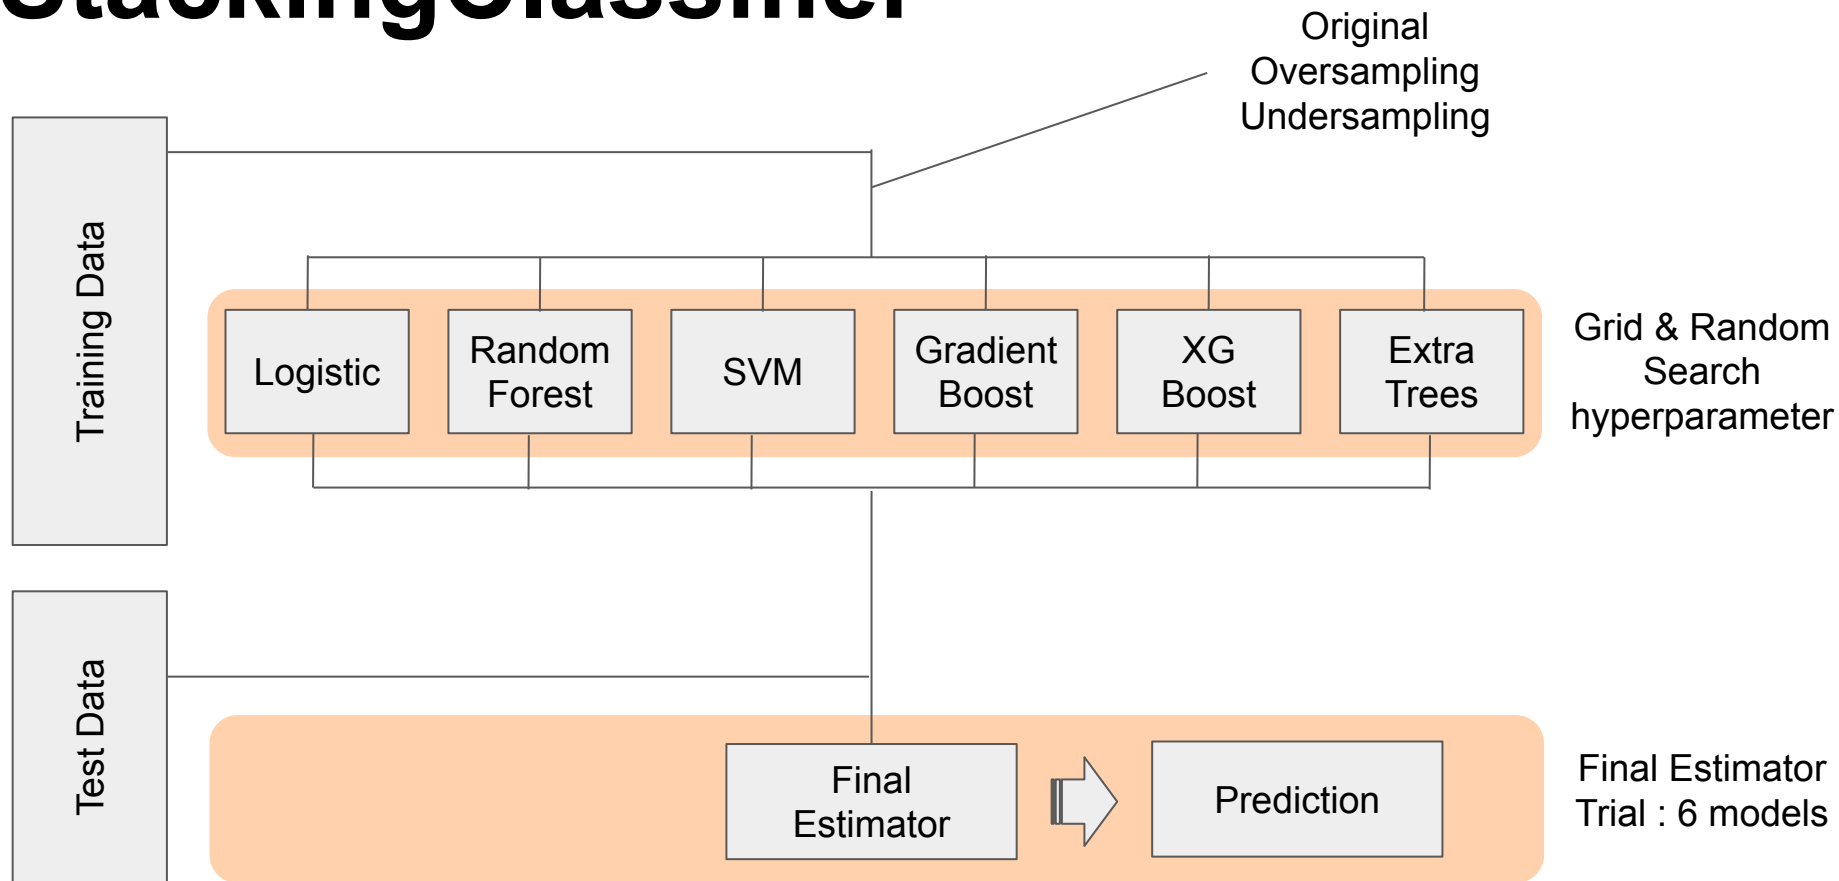 StackingClassifier
Original
Oversampling
Undersampling
Training Data
Logistic
Random
Forest
SVM
Gradient
Boost
XG
Boost
Extra
Trees
Grid & Random
Search
hyperparameter
Test Data
Final
Estimator
Prediction
Final Estimator
Trial : 6 models